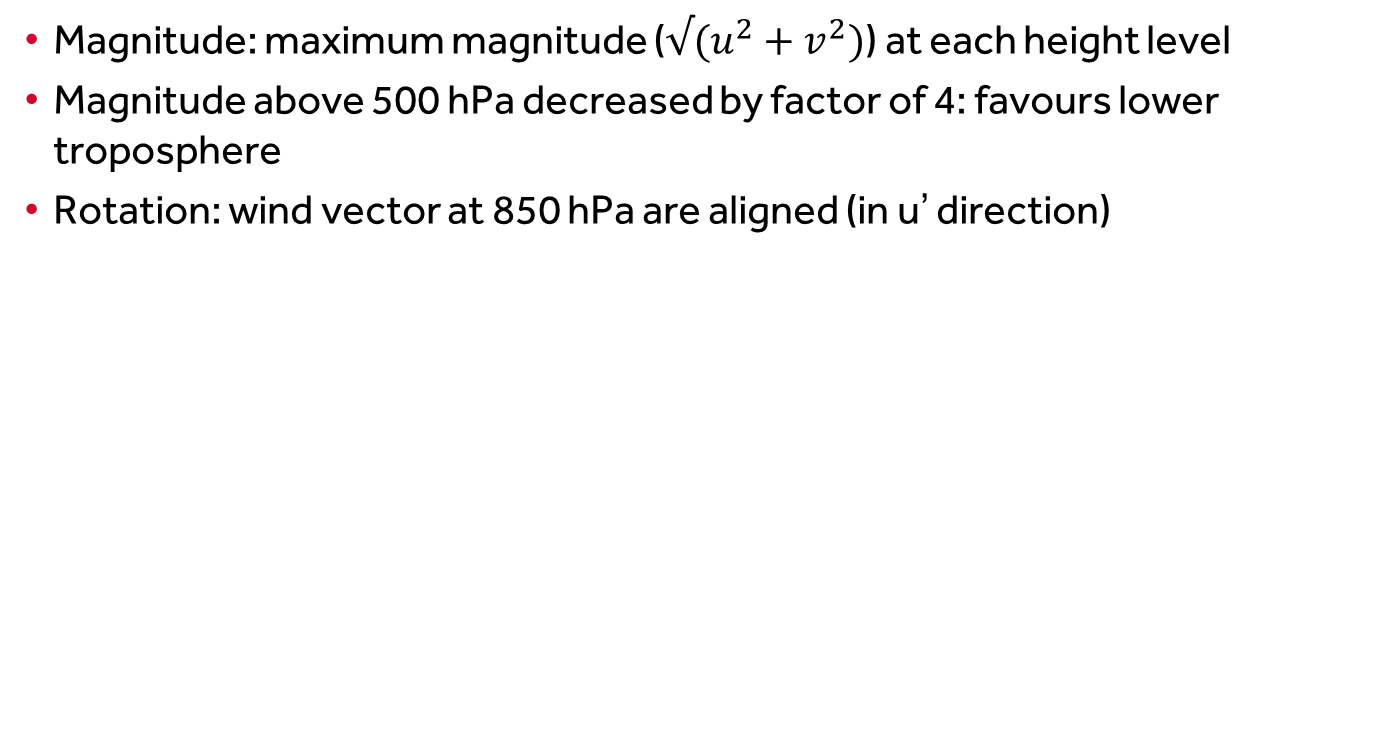 • Magnitude: maximum magnitude (√(u² + v²)) at each height level
• Magnitude above 500 hPa decreased by factor of 4: favours lower
troposphere
• Rotation: wind vector at 850 hPa are aligned (in u’ direction)